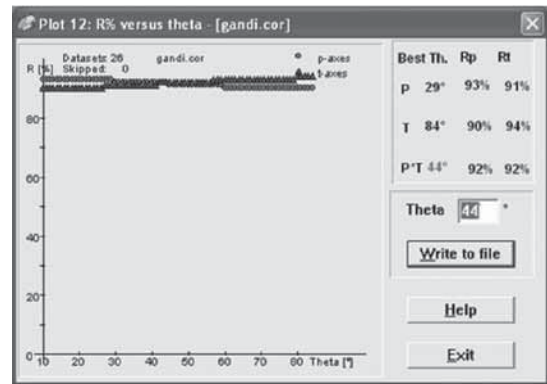 Plot 12: R% versus theta - [gandi.cor]
Datasets: 26 gandi.cor p-axes
R [%] Skipped: 0 t-axes
80
60
40
20
0
10 20 30 40 50 60 70 80 Theta [°]
Best Th. Rp Rt
P 29° 93% 91%
T 84° 90% 94%
P*T 44° 92% 92%
Theta 44 °
Write to file
Help
Exit